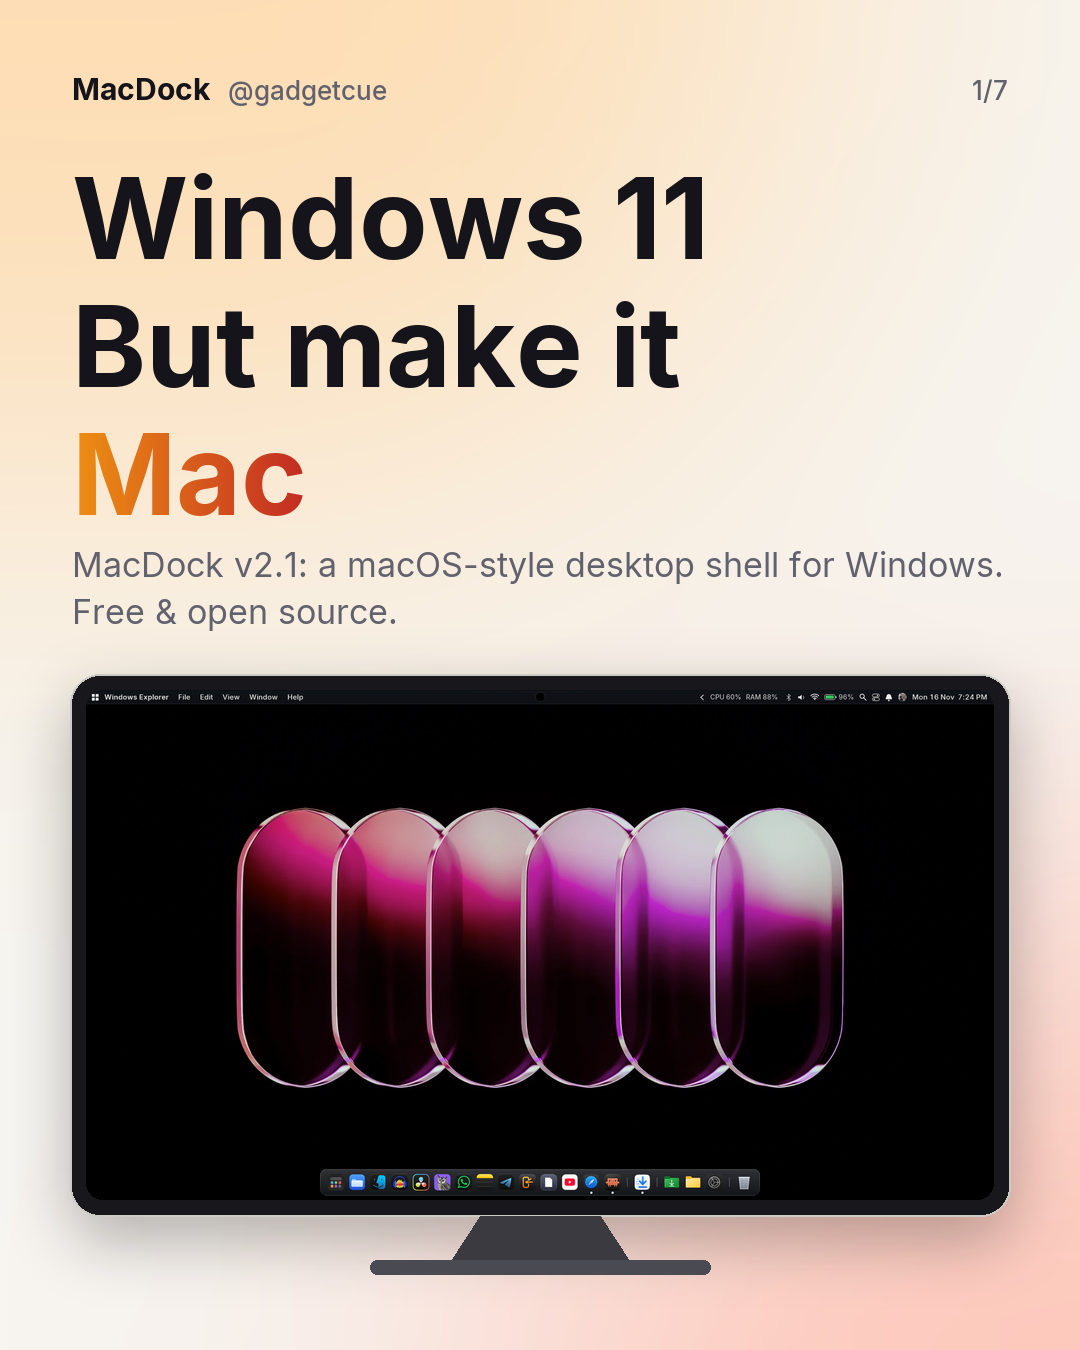 MacDock @gadgetcue 1/7
Windows 11
But make it
Mac
MacDock v2.1: a macOS-style desktop shell for Windows.
Free & open source.
Windows Explorer File Edit View Window Help CPU 60% RAM 88% 96% Mon 16 Nov 7:24 PM